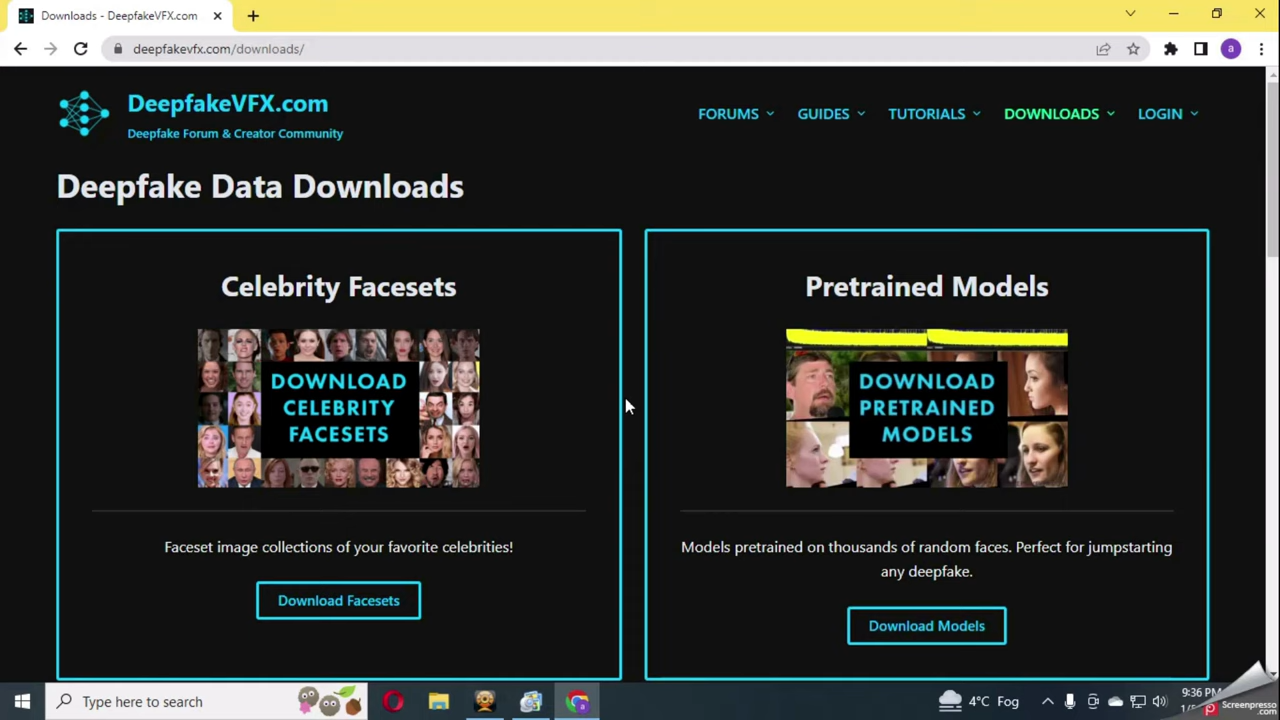 Downloads - DeepfakeVFX.com
deepfakevfx.com/downloads/
a
DeepfakeVFX.com
Deepfake Forum & Creator Community
FORUMS
GUIDES
TUTORIALS
DOWNLOADS
LOGIN
Deepfake Data Downloads
Celebrity Facesets
DOWNLOAD
CELEBRITY
FACESETS
Faceset image collections of your favorite celebrities!
Download Facesets
Pretrained Models
DOWNLOAD
PRETRAINED
MODELS
Models pretrained on thousands of random faces. Perfect for jumpstarting
any deepfake.
Download Models
Type here to search
4°C Fog
9:36 PM
Screenpresso
.com